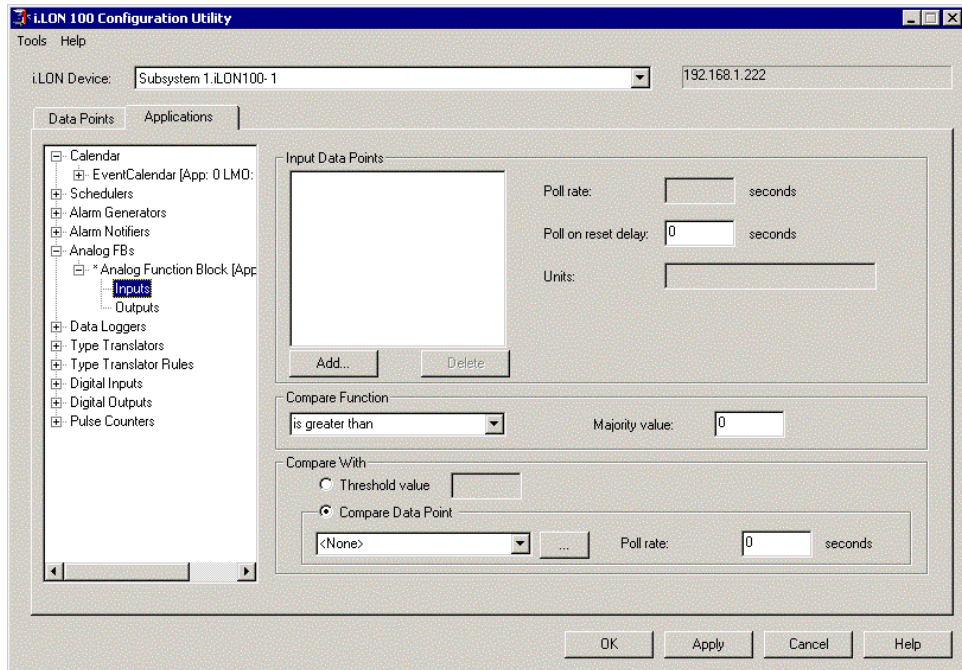 i.LON 100 Configuration Utility
Tools Help
i.LON Device: Subsystem 1.iLON100- 1 192.168.1.222
Data Points Applications
Calendar
EventCalendar [App: 0 LMO:
Schedulers
Alarm Generators
Alarm Notifiers
Analog FBs
* Analog Function Block [App
Inputs
Outputs
Data Loggers
Type Translators
Type Translator Rules
Digital Inputs
Digital Outputs
Pulse Counters
Input Data Points
Poll rate: seconds
Poll on reset delay: 0 seconds
Units:
Add... Delete
Compare Function
is greater than Majority value: 0
Compare With
Threshold value
Compare Data Point
<None> ... Poll rate: 0 seconds
OK Apply Cancel Help